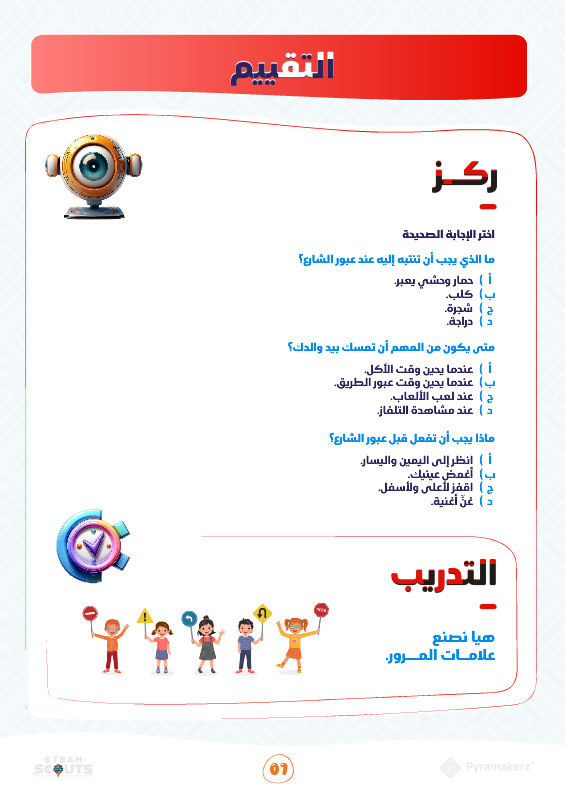 التقييم
ركز
اختر الإجابة الصحيحة
ما الذي يجب أن تنتبه إليه عند عبور الشارع؟
أ ) حمار وحشي يعبر.
ب) كلب.
ج ) شجرة.
د ) دراجة.
متى يكون من المهم أن تمسك بيد والدك؟
أ ) عندما يحين وقت الأكل.
ب) عندما يحين وقت عبور الطريق.
ج ) عند لعب الألعاب.
د ) عند مشاهدة التلفاز.
ماذا يجب أن تفعل قبل عبور الشارع؟
أ ) انظر إلى اليمين واليسار.
ب) أغمض عينيك.
ج ) اقفز لأعلى ولأسفل.
د ) غنِّ أغنية.
التدريب
هيا نصنع
علامـات المـــرور.
STEAM
SCOUTS
07
Pyramakerz